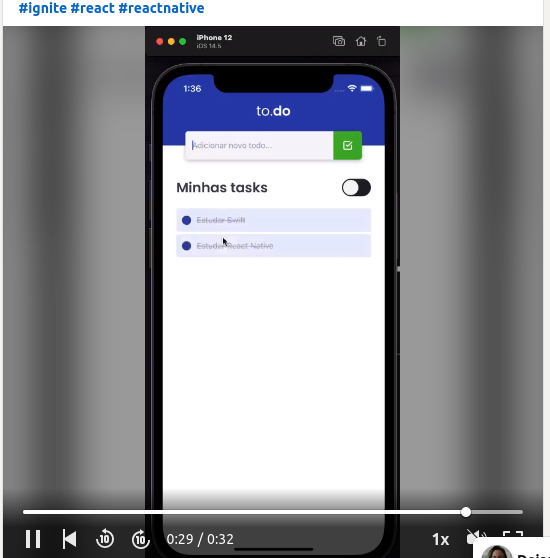 #ignite #react #reactnative
iPhone 12
iOS 14.5
1:36
to.do
Adicionar novo todo...
Minhas tasks
Estudar Swift
Estudar React Native
10
10
0:29 / 0:32
1x